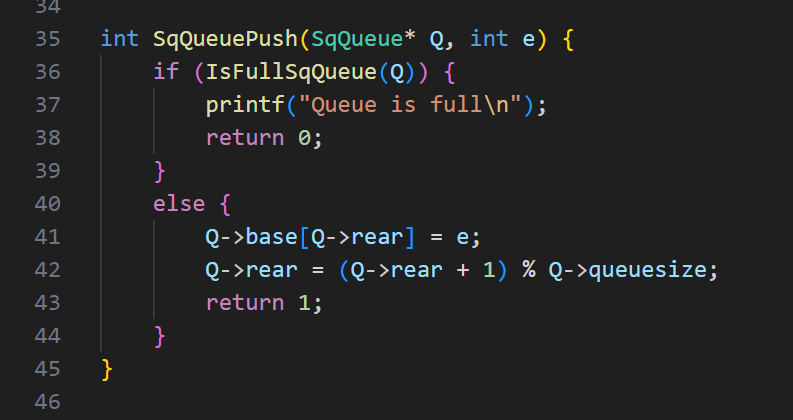 34
35 int SqQueuePush(SqQueue* Q, int e) {
36     if (IsFullSqQueue(Q)) {
37         printf("Queue is full\n");
38         return 0;
39     }
40     else {
41         Q->base[Q->rear] = e;
42         Q->rear = (Q->rear + 1) % Q->queuesize;
43         return 1;
44     }
45 }
46